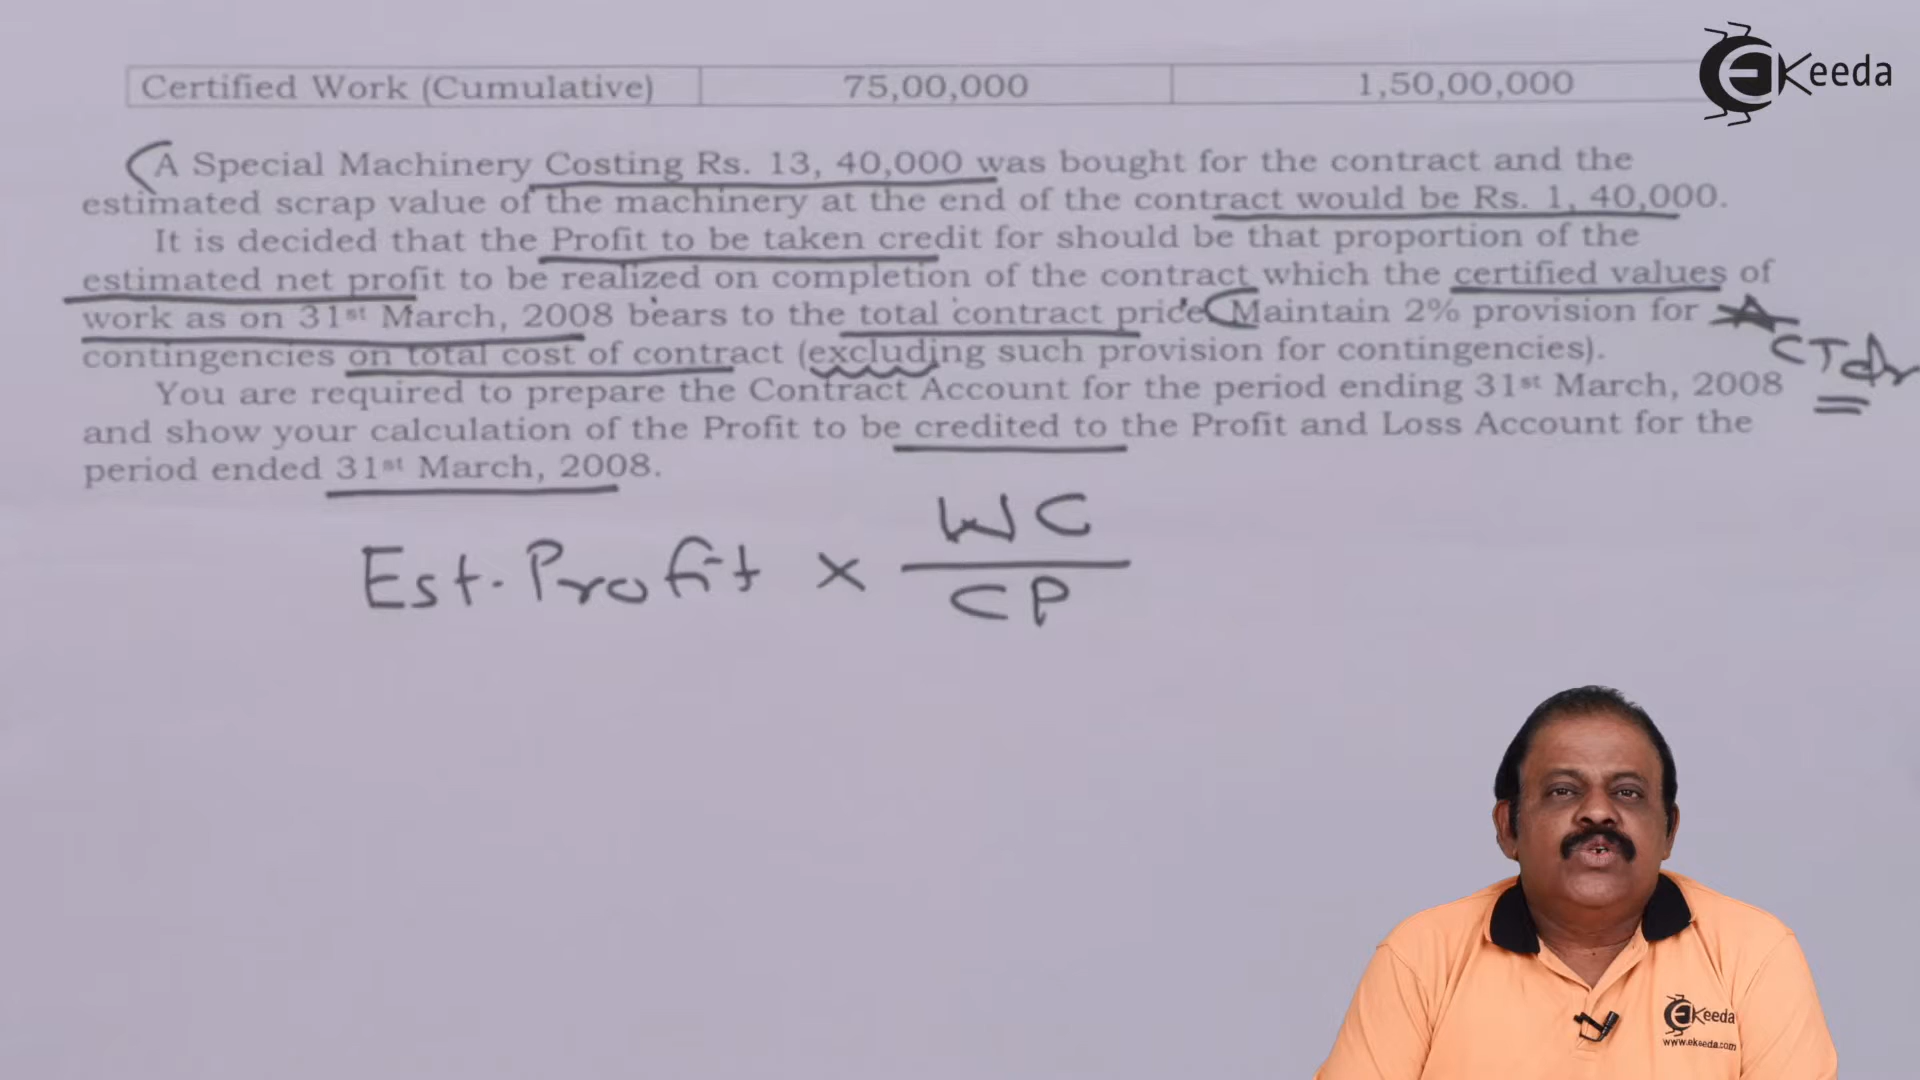 Certified Work (Cumulative) 75,00,000 1,50,00,000
EKeeda
A Special Machinery Costing Rs. 13, 40,000 was bought for the contract and the
estimated scrap value of the machinery at the end of the contract would be Rs. 1, 40,000.
It is decided that the Profit to be taken credit for should be that proportion of the
estimated net profit to be realized on completion of the contract which the certified values of
work as on 31st March, 2008 bears to the total contract price. Maintain 2% provision for
contingencies on total cost of contract (excluding such provision for contingencies).
You are required to prepare the Contract Account for the period ending 31st March, 2008
and show your calculation of the Profit to be credited to the Profit and Loss Account for the
period ended 31st March, 2008.
Est. Profit × WC
CP
EKeeda
www.ekeeda.com